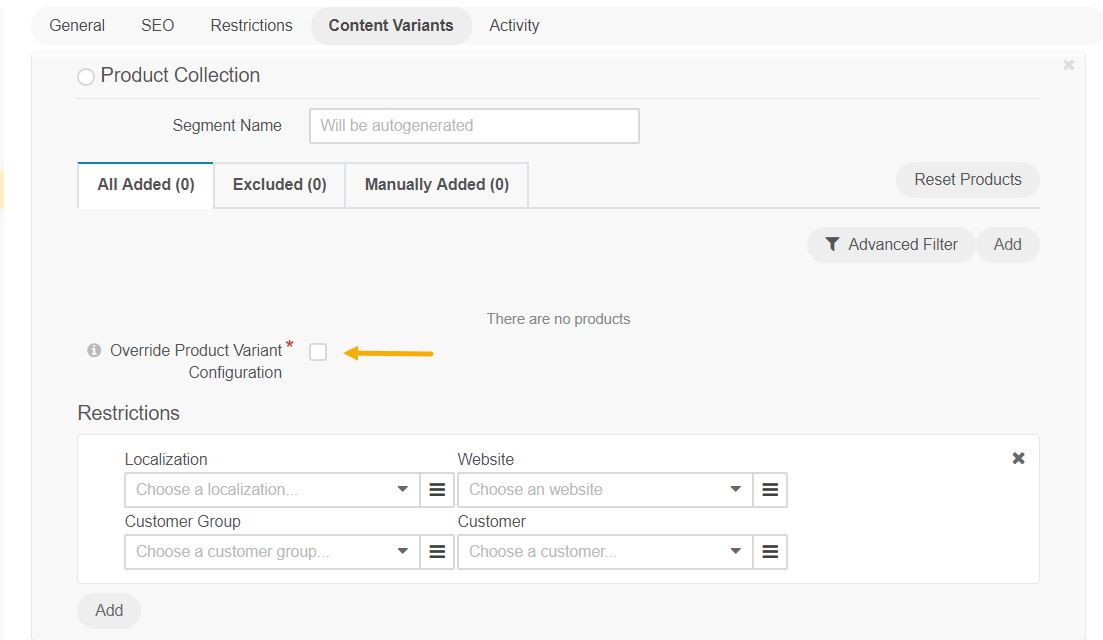 General SEO Restrictions Content Variants Activity
Product Collection
Segment Name Will be autogenerated
All Added (0) Excluded (0) Manually Added (0) Reset Products
Advanced Filter Add
There are no products
Override Product Variant *
Configuration
Restrictions
Localization Website
Choose a localization... Choose an website
Customer Group Customer
Choose a customer group... Choose a customer...
Add